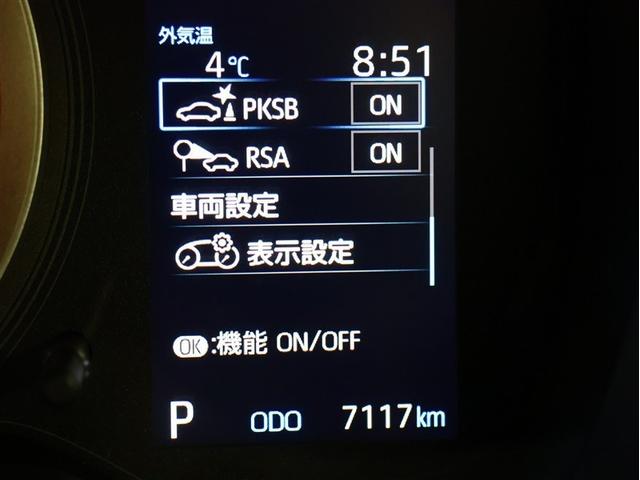 外気温
4℃ 8:51
PKSB ON
RSA ON
車両設定
表示設定
OK:機能 ON/OFF
P ODO 7117km